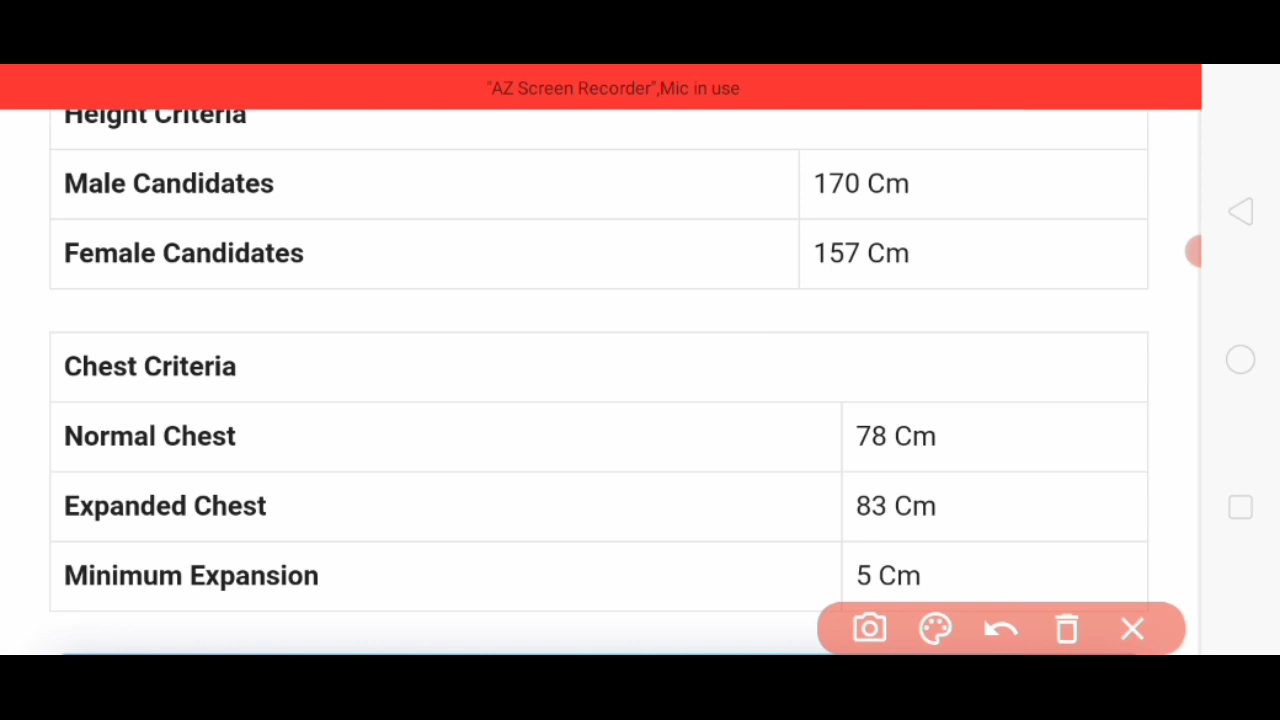 "AZ Screen Recorder",Mic in use
Height Criteria
Male Candidates 170 Cm
Female Candidates 157 Cm
Chest Criteria
Normal Chest 78 Cm
Expanded Chest 83 Cm
Minimum Expansion 5 Cm